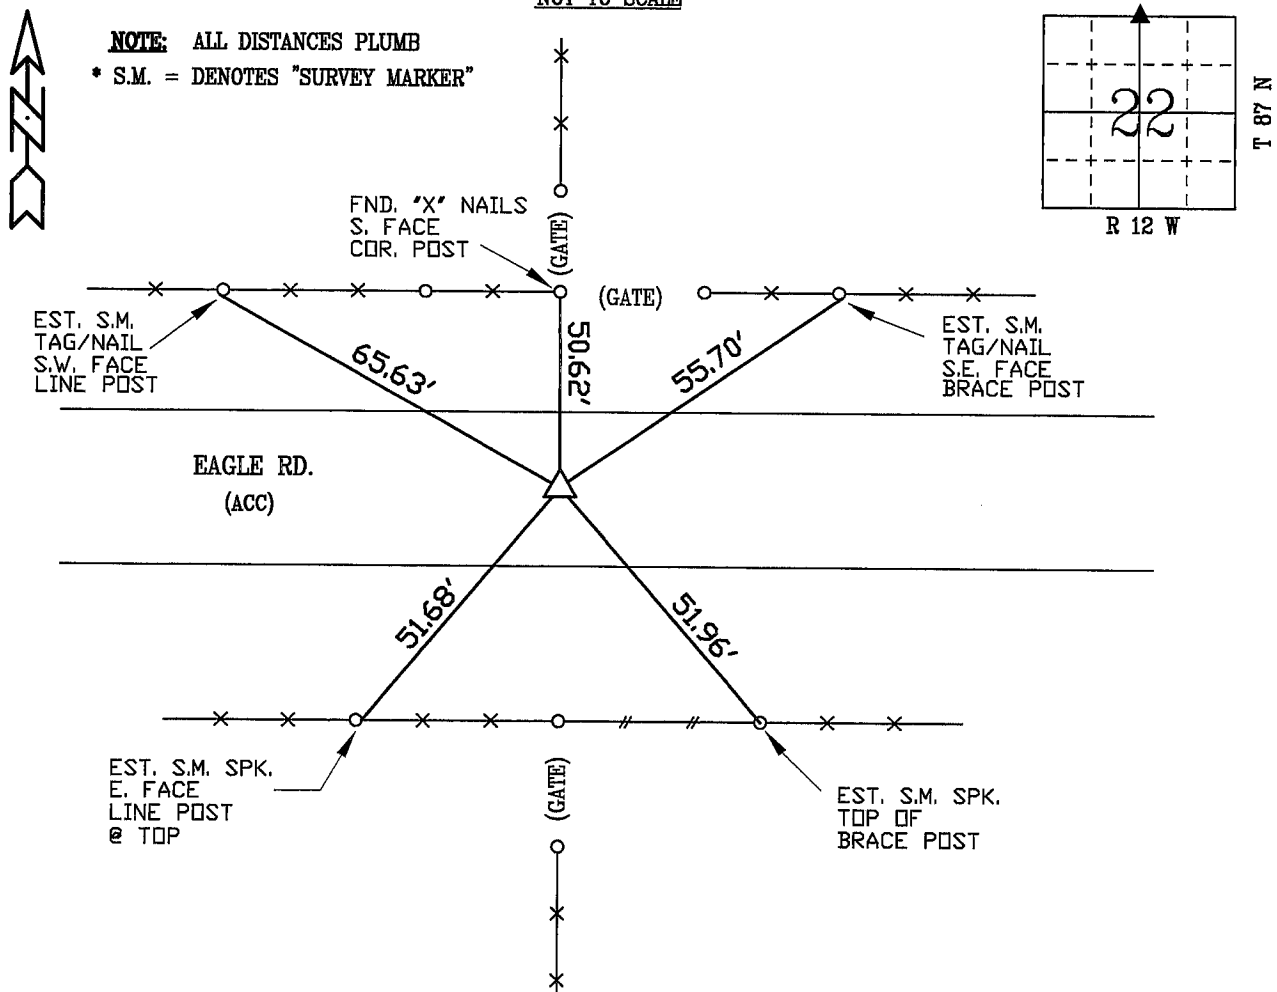 NOT TO SCALE
NOTE: ALL DISTANCES PLUMB
* S.M. = DENOTES "SURVEY MARKER"
22
T 87 N
R 12 W
FND. "X" NAILS
S. FACE
COR. POST
(GATE)
(GATE)
EST. S.M.
TAG/NAIL
S.W. FACE
LINE POST
65.63'
50.62'
55.70'
EST. S.M.
TAG/NAIL
S.E. FACE
BRACE POST
EAGLE RD.
(ACC)
51.68'
51.96'
EST. S.M. SPK.
E. FACE
LINE POST
@ TOP
(GATE)
EST. S.M. SPK.
TOP OF
BRACE POST